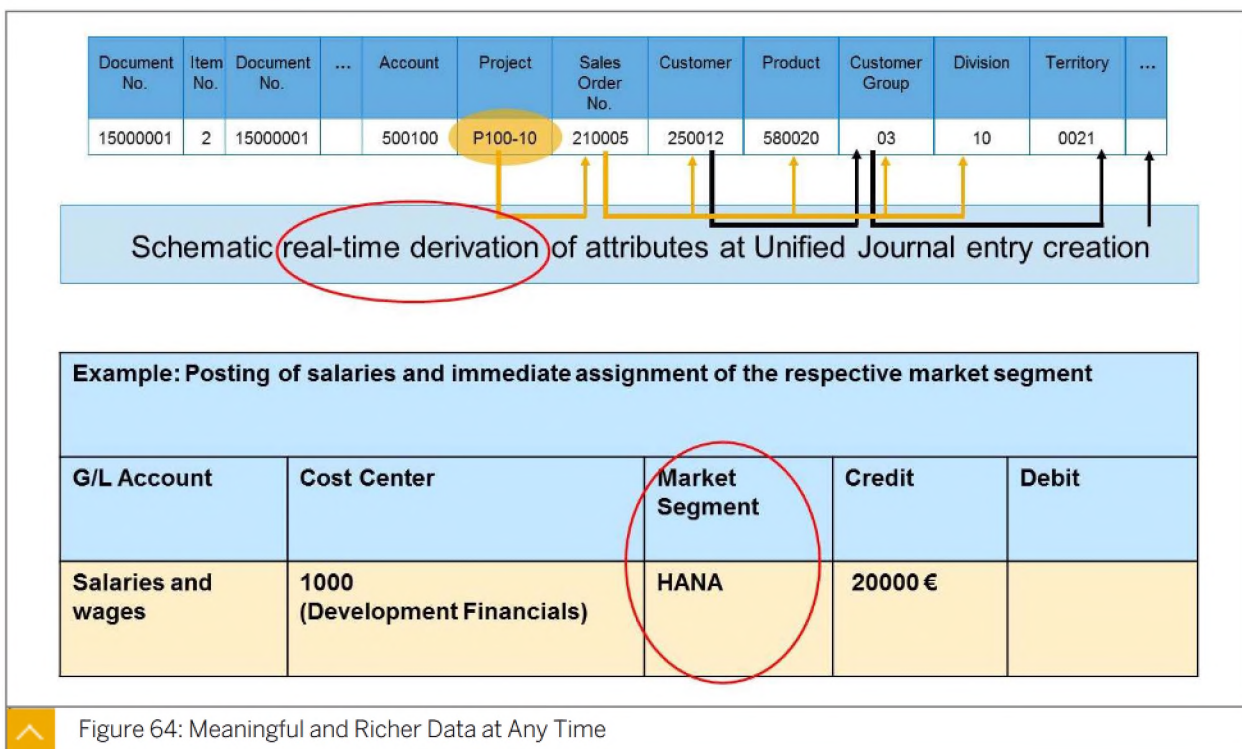 Document No. Item No. Document No. ... Account Project Sales Order No. Customer Product Customer Group Division Territory ...
15000001 2 15000001 500100 P100-10 210005 250012 580020 03 10 0021
Schematic real-time derivation of attributes at Unified Journal entry creation
Example: Posting of salaries and immediate assignment of the respective market segment
G/L Account Cost Center Market Segment Credit Debit
Salaries and wages 1000 (Development Financials) HANA 20000 €
Figure 64: Meaningful and Richer Data at Any Time